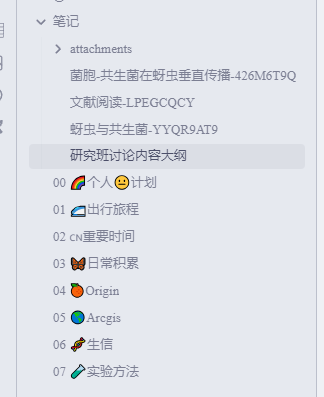 笔记
attachments
菌胞-共生菌在蚜虫垂直传播-426M6T9Q
文献阅读-LPEGCQCY
蚜虫与共生菌-YYQR9AT9
研究班讨论内容大纲
00 🌈个人😐计划
01 🚄出行旅程
02 🇨🇳重要时间
03 🦋日常积累
04 🍊Origin
05 🌎Arcgis
06 🧬生信
07 🧪实验方法